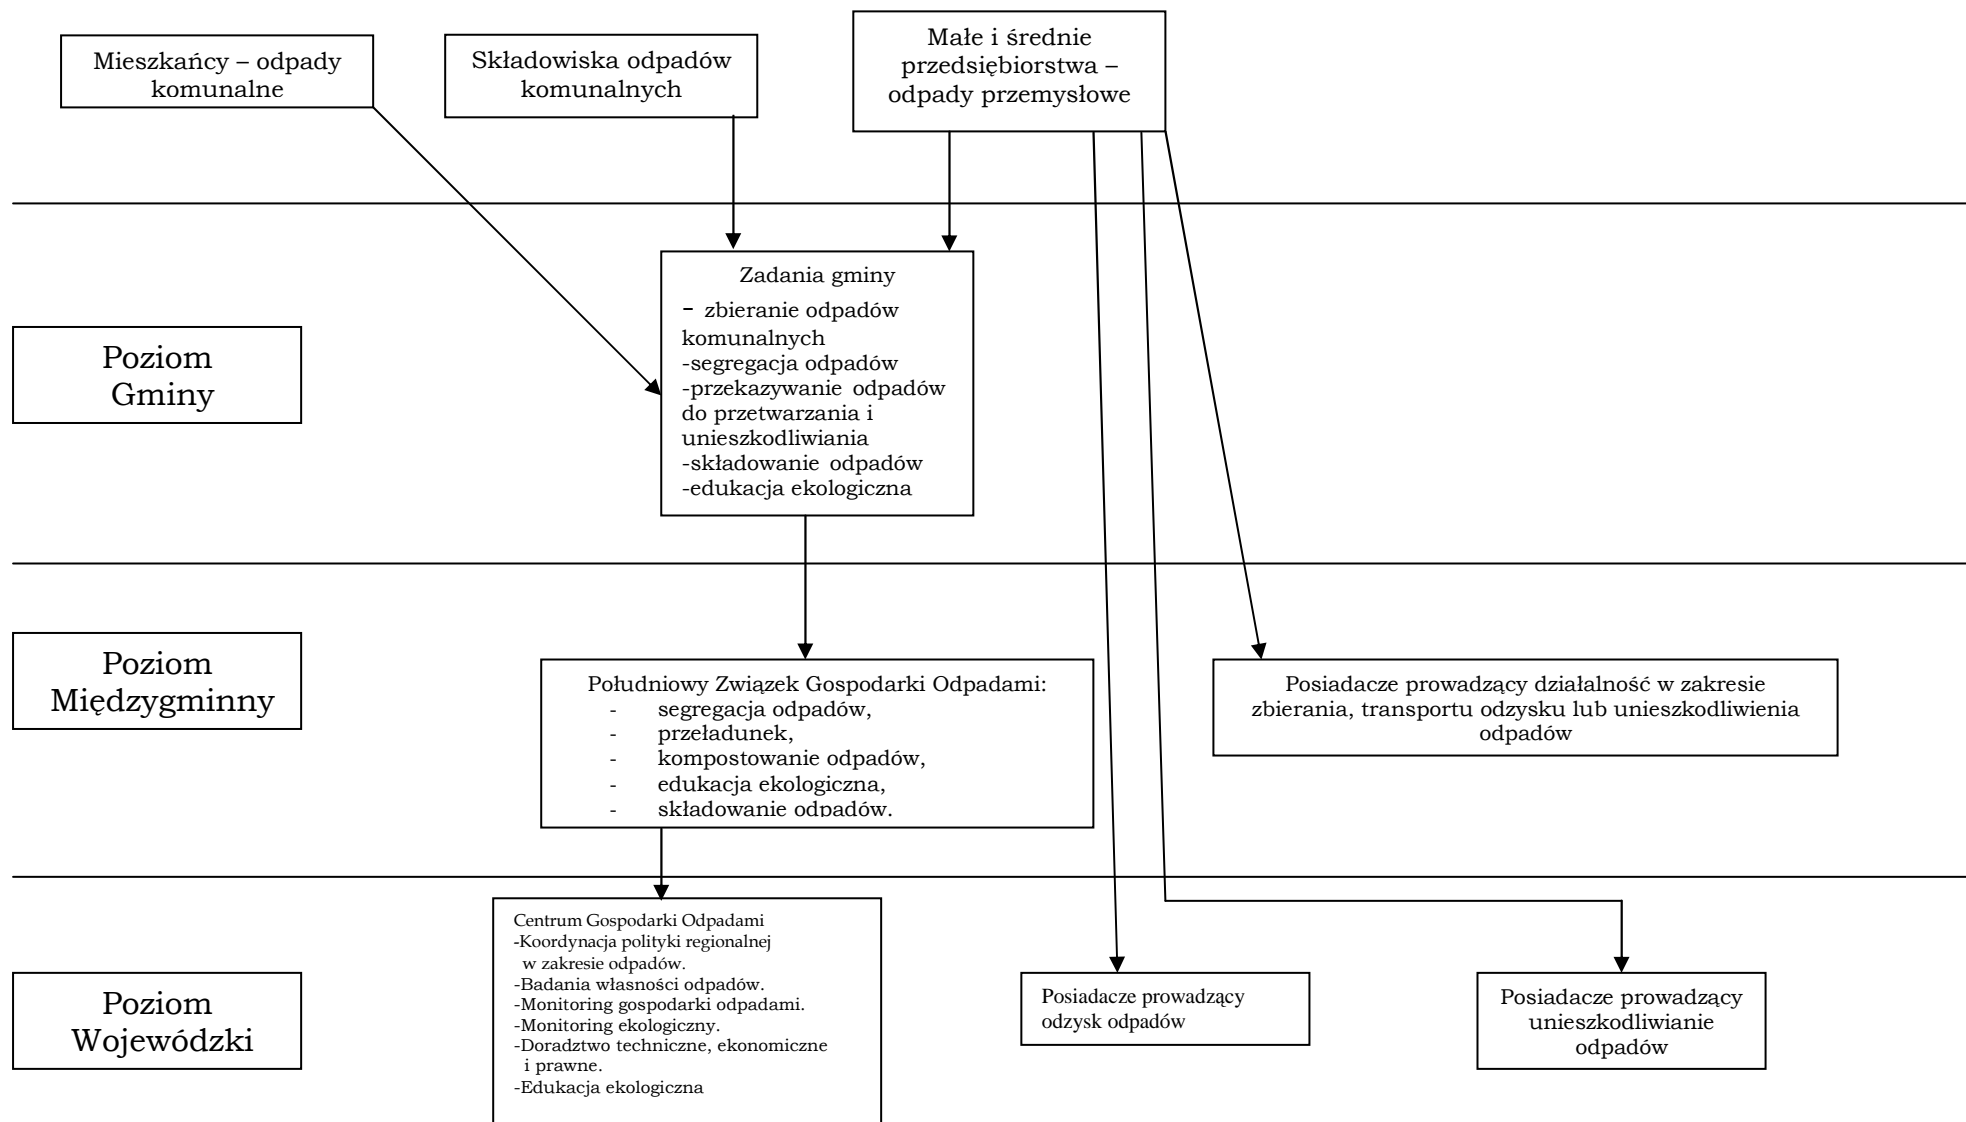 Mieszkańcy – odpady
komunalne
Składowiska odpadów
komunalnych
Małe i średnie
przedsiębiorstwa –
odpady przemysłowe
Poziom
Gminy
Zadania gminy
- zbieranie odpadów
komunalnych
-segregacja odpadów
-przekazywanie odpadów
do przetwarzania i
unieszkodliwiania
-składowanie odpadów
-edukacja ekologiczna
Poziom
Międzygminny
Południowy Związek Gospodarki Odpadami:
- segregacja odpadów,
- przeładunek,
- kompostowanie odpadów,
- edukacja ekologiczna,
- składowanie odpadów.
Posiadacze prowadzący działalność w zakresie
zbierania, transportu odzysku lub unieszkodliwienia
odpadów
Poziom
Wojewódzki
Centrum Gospodarki Odpadami
-Koordynacja polityki regionalnej
w zakresie odpadów.
-Badania własności odpadów.
-Monitoring gospodarki odpadami.
-Monitoring ekologiczny.
-Doradztwo techniczne, ekonomiczne
i prawne.
-Edukacja ekologiczna
Posiadacze prowadzący
odzysk odpadów
Posiadacze prowadzący
unieszkodliwianie
odpadów